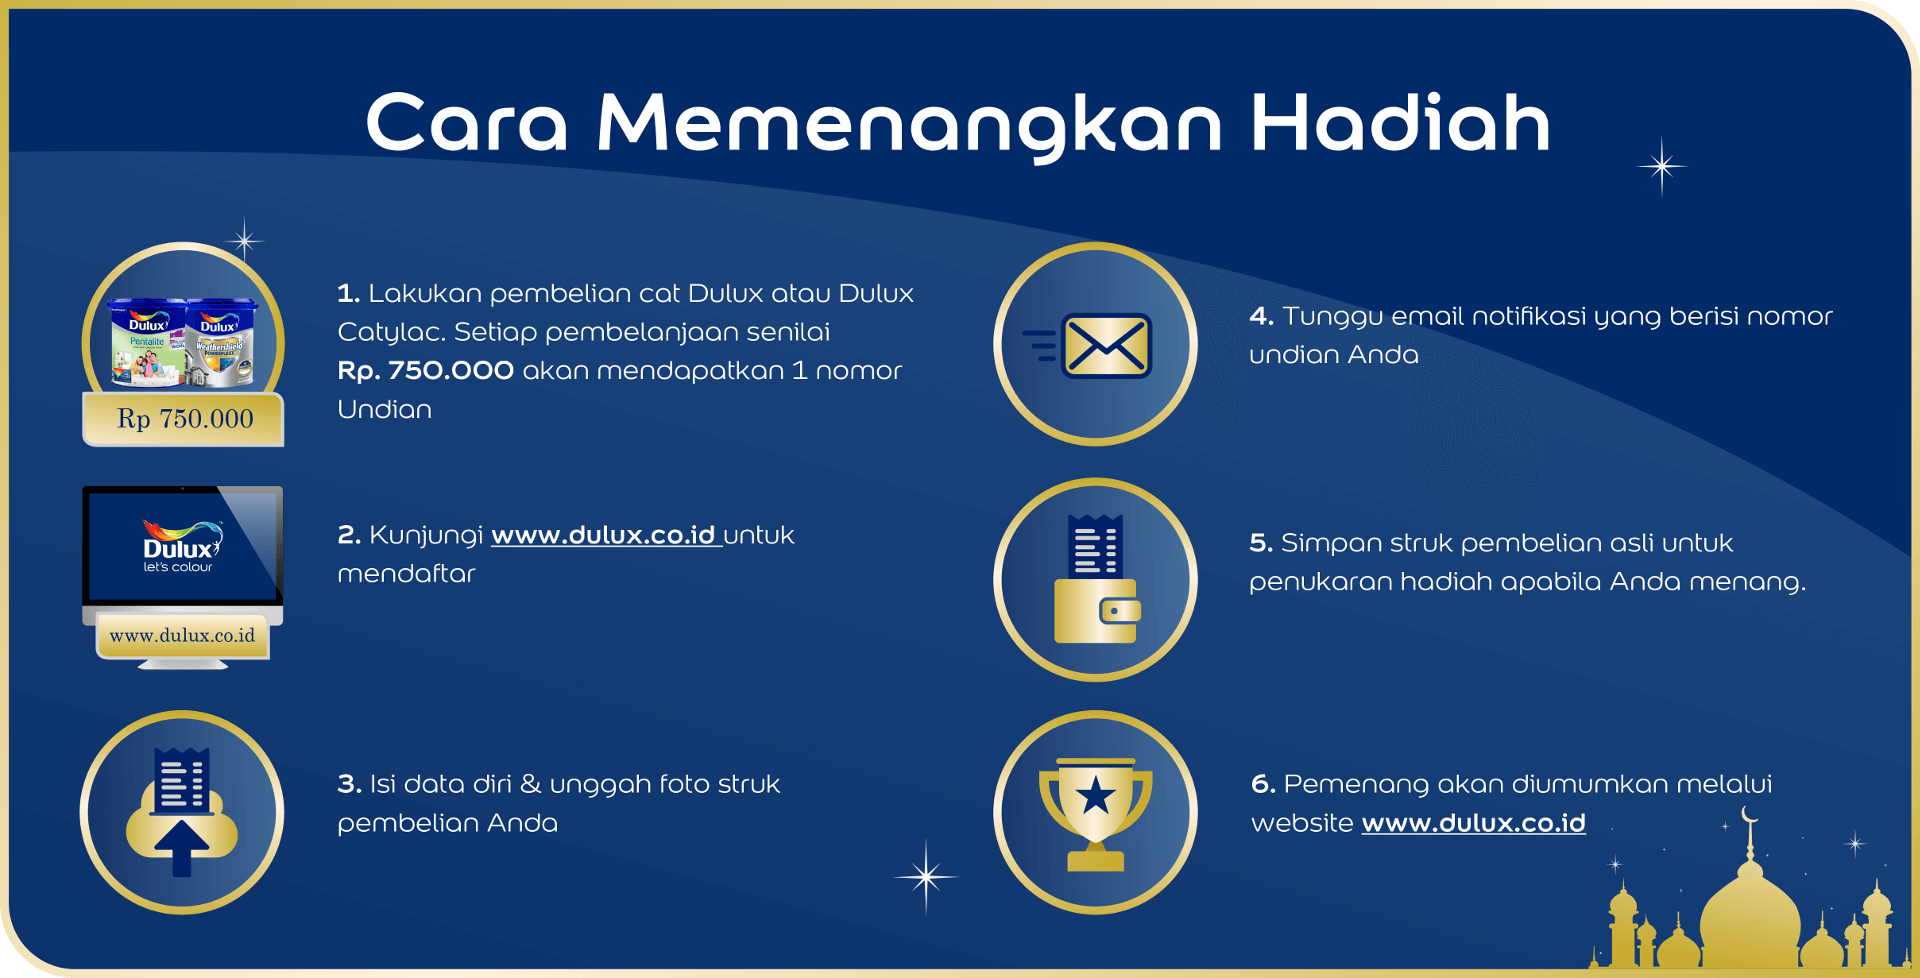 Cara Memenangkan Hadiah
1. Lakukan pembelian cat Dulux atau Dulux
Catylac. Setiap pembelanjaan senilai
Rp. 750.000 akan mendapatkan 1 nomor
Undian
Dulux
Pentalite
Dulux
Weathershield
POWERFLEXX
Rp 750.000
2. Kunjungi www.dulux.co.id untuk
mendaftar
Dulux
let's colour
www.dulux.co.id
3. Isi data diri & unggah foto struk
pembelian Anda
4. Tunggu email notifikasi yang berisi nomor
undian Anda
5. Simpan struk pembelian asli untuk
penukaran hadiah apabila Anda menang.
6. Pemenang akan diumumkan melalui
website www.dulux.co.id